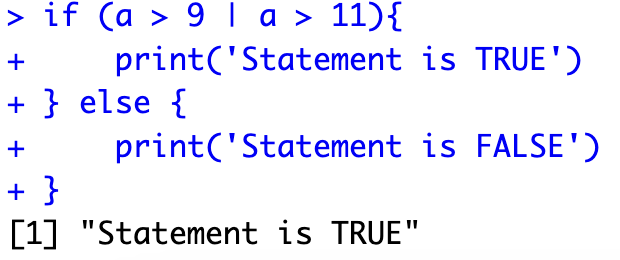 > if (a > 9 | a > 11){
+     print('Statement is TRUE')
+ } else {
+     print('Statement is FALSE')
+ }
[1] "Statement is TRUE"